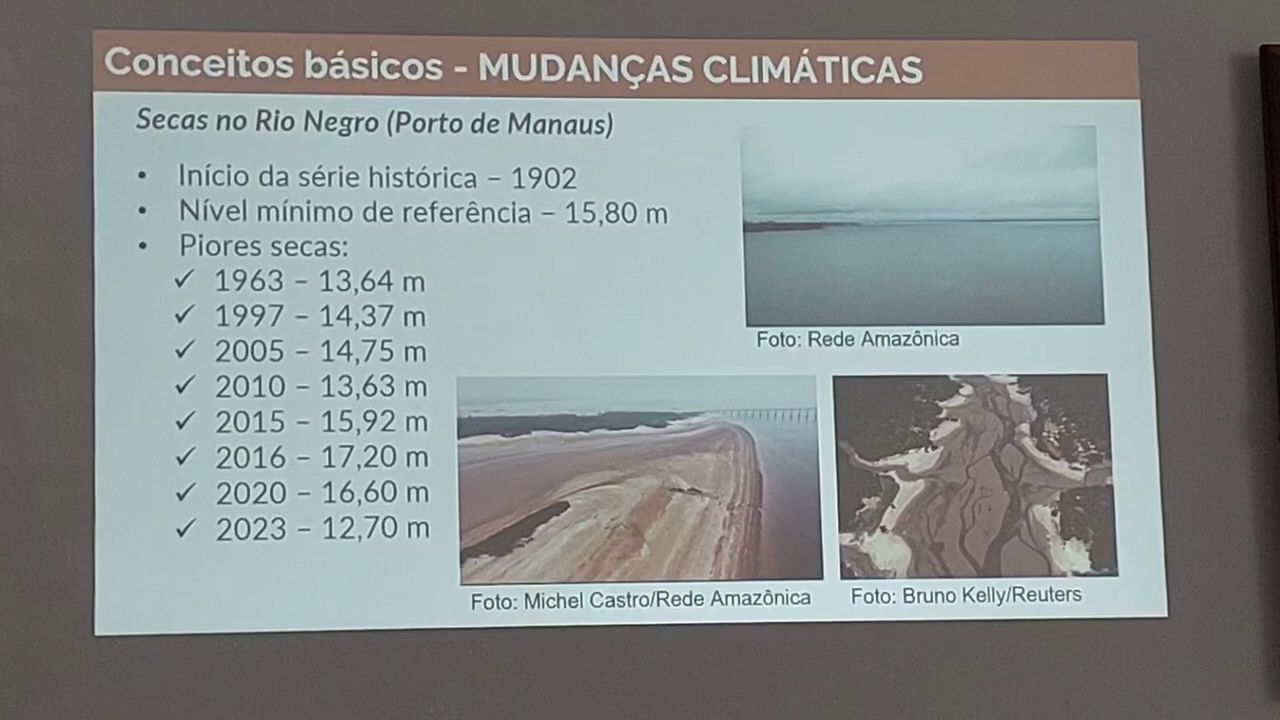 Conceitos básicos - MUDANÇAS CLIMÁTICAS
Secas no Rio Negro (Porto de Manaus)
• Início da série histórica – 1902
• Nível mínimo de referência – 15,80 m
• Piores secas:
✓ 1963 – 13,64 m
✓ 1997 – 14,37 m
✓ 2005 – 14,75 m
✓ 2010 – 13,63 m
✓ 2015 – 15,92 m
✓ 2016 – 17,20 m
✓ 2020 – 16,60 m
✓ 2023 – 12,70 m
Foto: Rede Amazônica
Foto: Michel Castro/Rede Amazônica
Foto: Bruno Kelly/Reuters